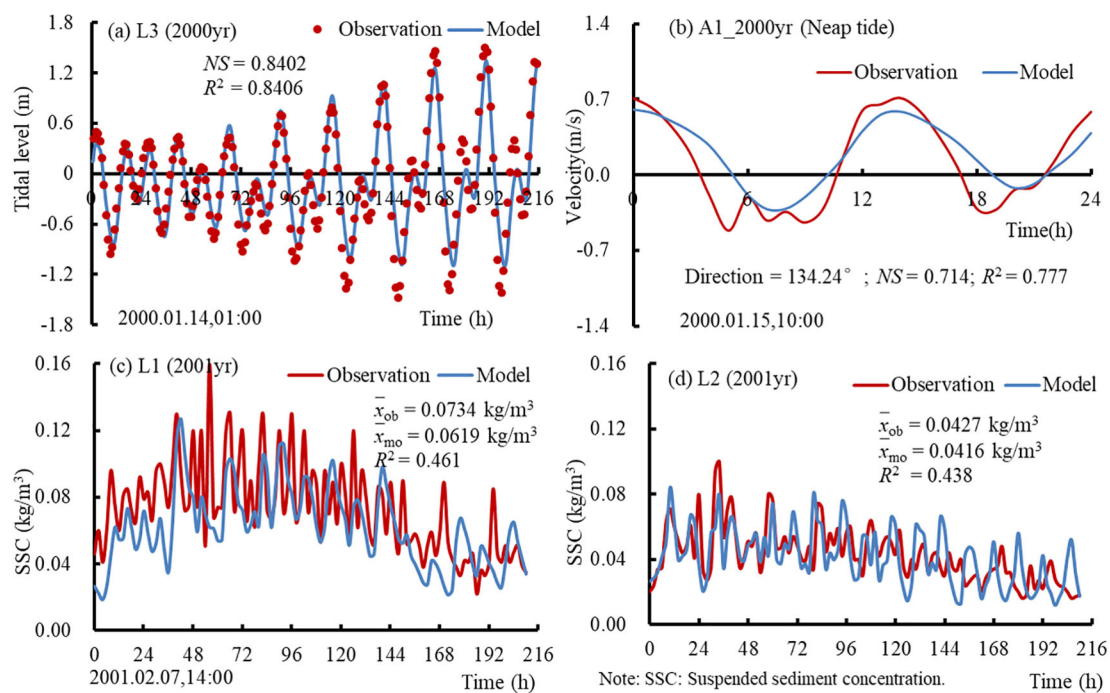 (a) L3 (2000yr)
Observation
Model
NS = 0.8402
R² = 0.8406
Tidal level (m)
1.8
1.2
0.6
0
-0.6
-1.2
-1.8
0 24 48 72 96 120 144 168 192 216
2000.01.14,01:00
Time (h)
(b) A1_2000yr (Neap tide)
Observation
Model
Velocity(m/s)
1.4
0.7
0.0
-0.7
-1.4
0 6 12 18 24
Time(h)
Direction = 134.24° ; NS = 0.714; R² = 0.777
2000.01.15,10:00
(c) L1 (2001yr)
Observation
Model
x̄ob = 0.0734 kg/m³
x̄mo = 0.0619 kg/m³
R² = 0.461
SSC (kg/m³)
0.16
0.12
0.08
0.04
0.00
0 24 48 72 96 120 144 168 192 216
2001.02.07,14:00
Time (h)
(d) L2 (2001yr)
Observation
Model
x̄ob = 0.0427 kg/m³
x̄mo = 0.0416 kg/m³
R² = 0.438
SSC (kg/m³)
0.16
0.12
0.08
0.04
0.00
0 24 48 72 96 120 144 168 192 216
Note: SSC: Suspended sediment concentration.
Time (h)